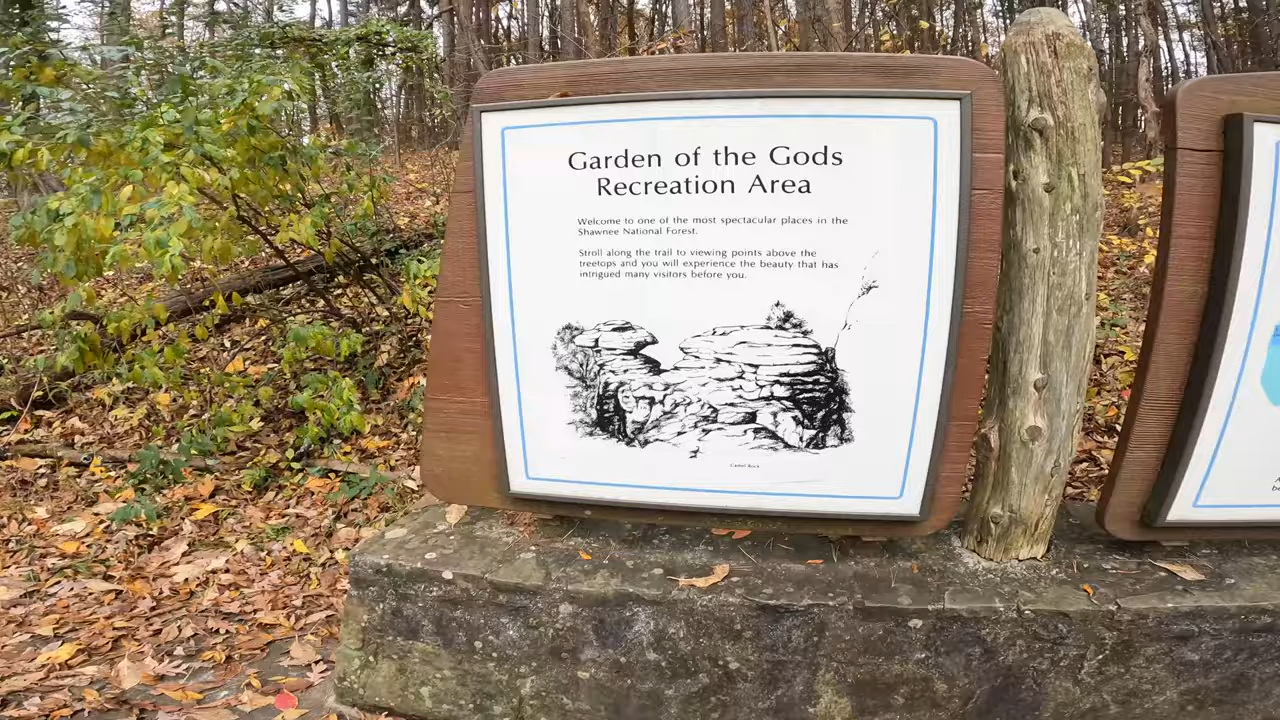 Garden of the Gods
Recreation Area
Welcome to one of the most spectacular places in the
Shawnee National Forest.
Stroll along the trail to viewing points above the
treetops and you will experience the beauty that has
intrigued many visitors before you.
Camel Rock